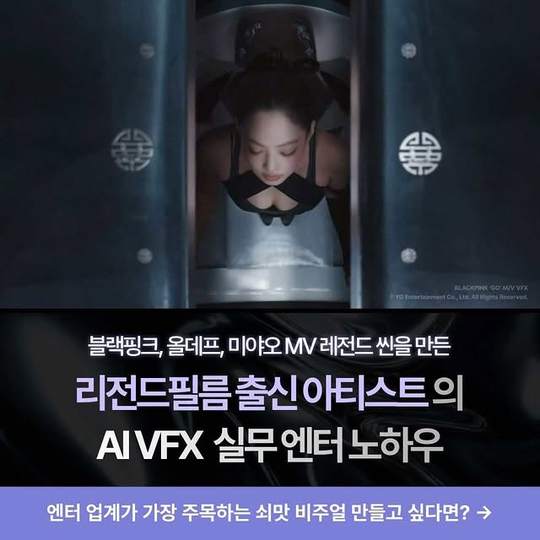 BLACKPINK 'GO' M/V VFX
© YG Entertainment Co., Ltd. All Rights Reserved.
블랙핑크, 올데프, 미야오 MV 레전드 씬을 만든
리전드필름 출신 아티스트의
AI VFX 실무 엔터 노하우
엔터 업계가 가장 주목하는 쇠맛 비주얼 만들고 싶다면? →